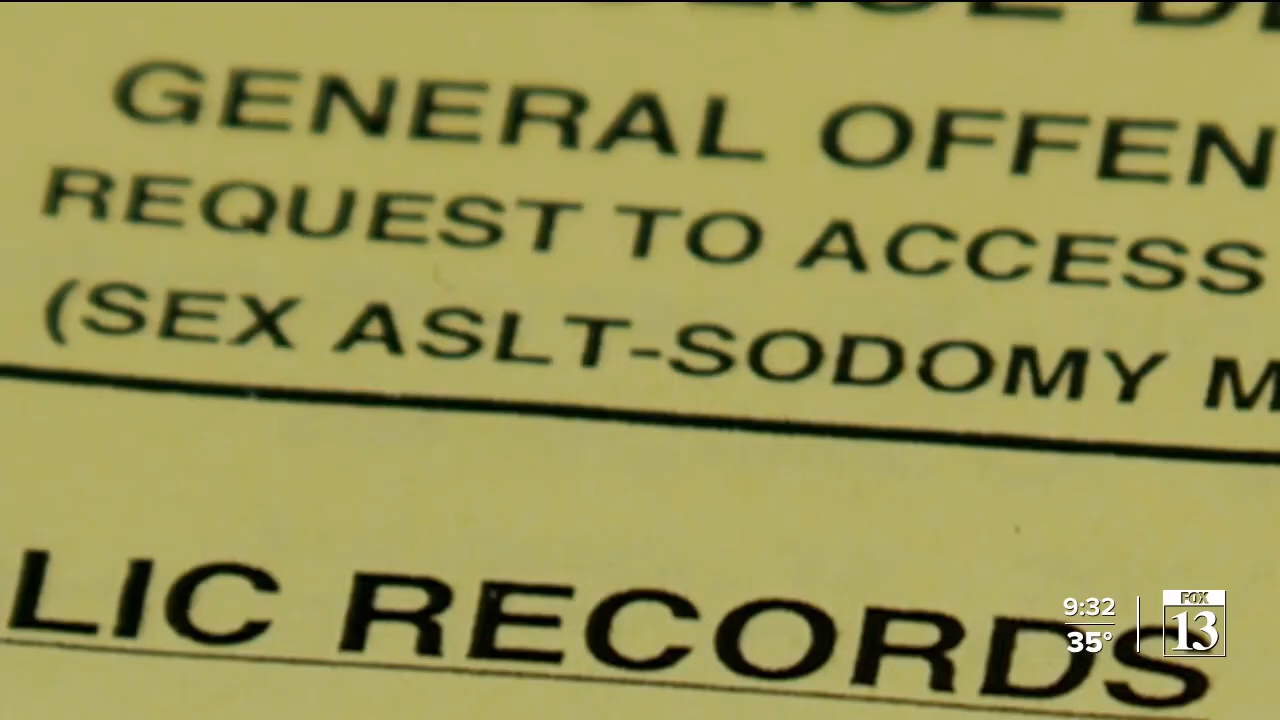 GENERAL OFFEN
REQUEST TO ACCESS
(SEX ASLT-SODOMY M
LIC RECORDS
9:32
35°
FOX
13